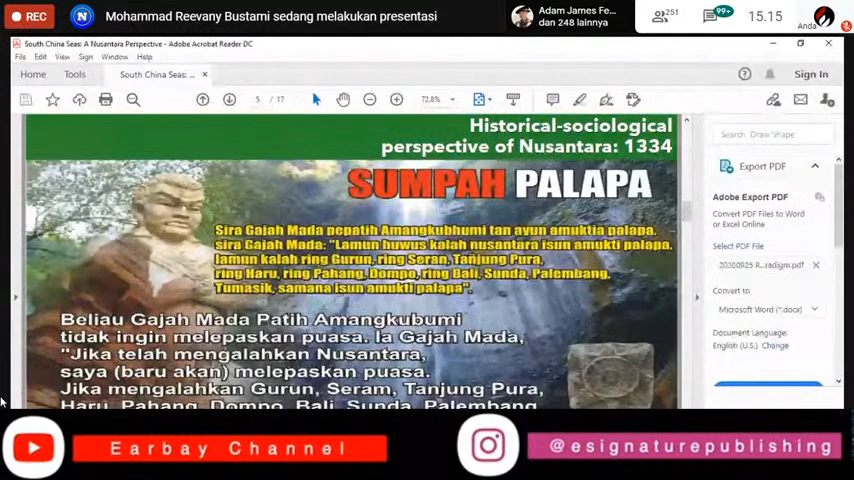 REC
Mohammad Reevany Bustami sedang melakukan presentasi
Adam James Fe...
dan 248 lainnya
251
99+
15.15
Anda
South China Seas: A Nusantara Perspective - Adobe Acrobat Reader DC
File Edit View Sign Window Help
Home Tools South China Seas: ... × Sign In
5 / 17 72.8%
Historical-sociological
perspective of Nusantara: 1334
SUMPAH PALAPA
Sira Gajah Mada pepatih Amangkubhumi tan ayun amuktia palapa,
sira Gajah Mada: "Lamun huwus kalah nusantara isun amukti palapa,
lamun kalah ring Gurun, ring Seran, Tanjung Pura,
ring Haru, ring Pahang, Dompo, ring Bali, Sunda, Palembang,
Tumasik, samana isun amukti palapa".
Beliau Gajah Mada Patih Amangkubumi
tidak ingin melepaskan puasa. Ia Gajah Mada,
"Jika telah mengalahkan Nusantara,
saya (baru akan) melepaskan puasa.
Jika mengalahkan Gurun, Seram, Tanjung Pura,
Haru, Pahang, Dompo, Bali, Sunda, Palembang,
Search 'Draw Shape'
Export PDF
Adobe Export PDF
Convert PDF Files to Word
or Excel Online
Select PDF File
20200925 R...radigm.pdf ×
Convert to
Microsoft Word (*.docx)
Document Language:
English (U.S.) Change
Earbay Channel
@esignaturepublishing